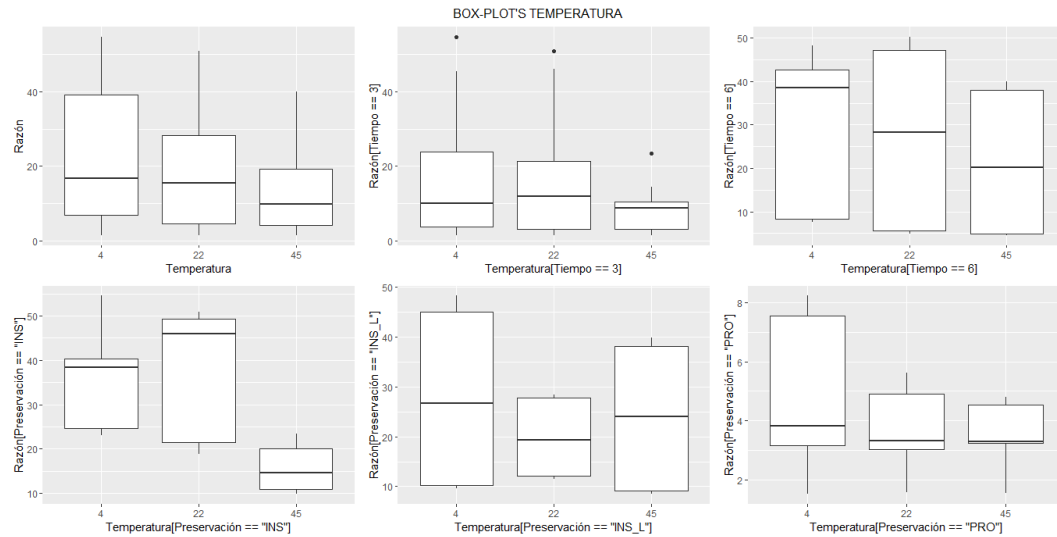 BOX-PLOT'S TEMPERATURA
Razón
40
20
0
4 22 45
Temperatura
Razón[Tiempo == 3]
40
20
0
4 22 45
Temperatura[Tiempo == 3]
Razón[Tiempo == 6]
50
40
30
20
10
4 22 45
Temperatura[Tiempo == 6]
Razón[Preservación == "INS"]
50
40
30
20
10
4 22 45
Temperatura[Preservación == "INS"]
Razón[Preservación == "INS_L"]
50
40
30
20
10
4 22 45
Temperatura[Preservación == "INS_L"]
Razón[Preservación == "PRO"]
8
6
4
2
4 22 45
Temperatura[Preservación == "PRO"]